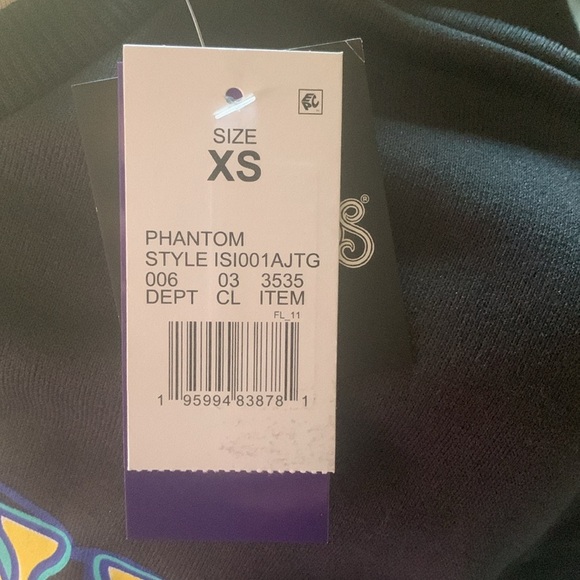 SIZE
XS
PHANTOM
STYLE ISI001AJTG
006 03 3535
DEPT CL ITEM
FL_11
1 95994 83878 1
S®